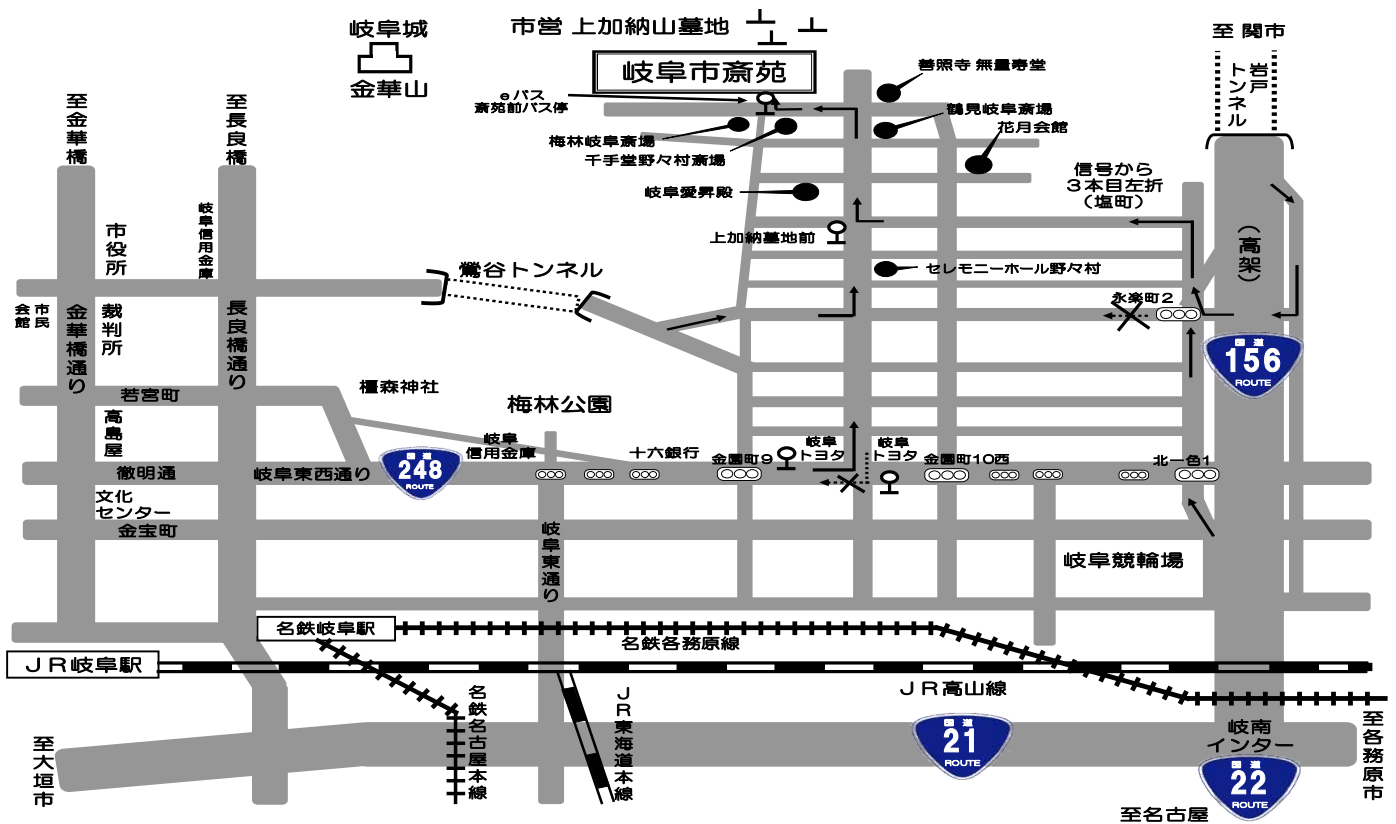 岐阜城
金華山
市営 上加納山墓地
岐阜市斎苑
eバス
斎苑前バス停
至 関市
岩戸
トンネル
善照寺 無量寿堂
鶴見岐阜斎場
花月会館
梅林岐阜斎場
千手堂野々村斎場
岐阜愛昇殿
信号から
3本目左折
(塩町)
至金華橋
至長良橋
市役所
岐阜信用金庫
上加納墓地前
(高架)
鶯谷トンネル
セレモニーホール野々村
永楽町2
市民
会館
金華橋通り
裁判所
長良橋通り
国道
156
ROUTE
若宮町
橿森神社
梅林公園
高島屋
岐阜
信用金庫
十六銀行
金園町9
岐阜
トヨタ
岐阜
トヨタ
金園町10西
北一色1
徹明通
岐阜東西通り
国道
248
ROUTE
文化
センター
金宝町
岐阜東通り
岐阜競輪場
名鉄岐阜駅
名鉄各務原線
JR岐阜駅
JR高山線
名鉄名古屋本線
JR東海道本線
国道
21
ROUTE
岐南
インター
国道
22
ROUTE
至大垣市
至各務原市
至名古屋